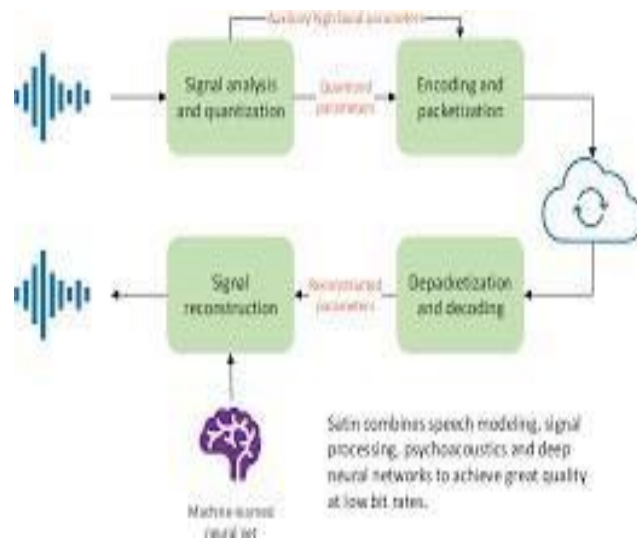 Auxiliary high band parameters
Signal analysis
and quantization
Quantized
parameters
Encoding and
packetization
Signal
reconstruction
Reconstructed
parameters
Depacketization
and decoding
Machine-learned
neural net
Satin combines speech modeling, signal
processing, psychoacoustics and deep
neural networks to achieve great quality
at low bit rates.